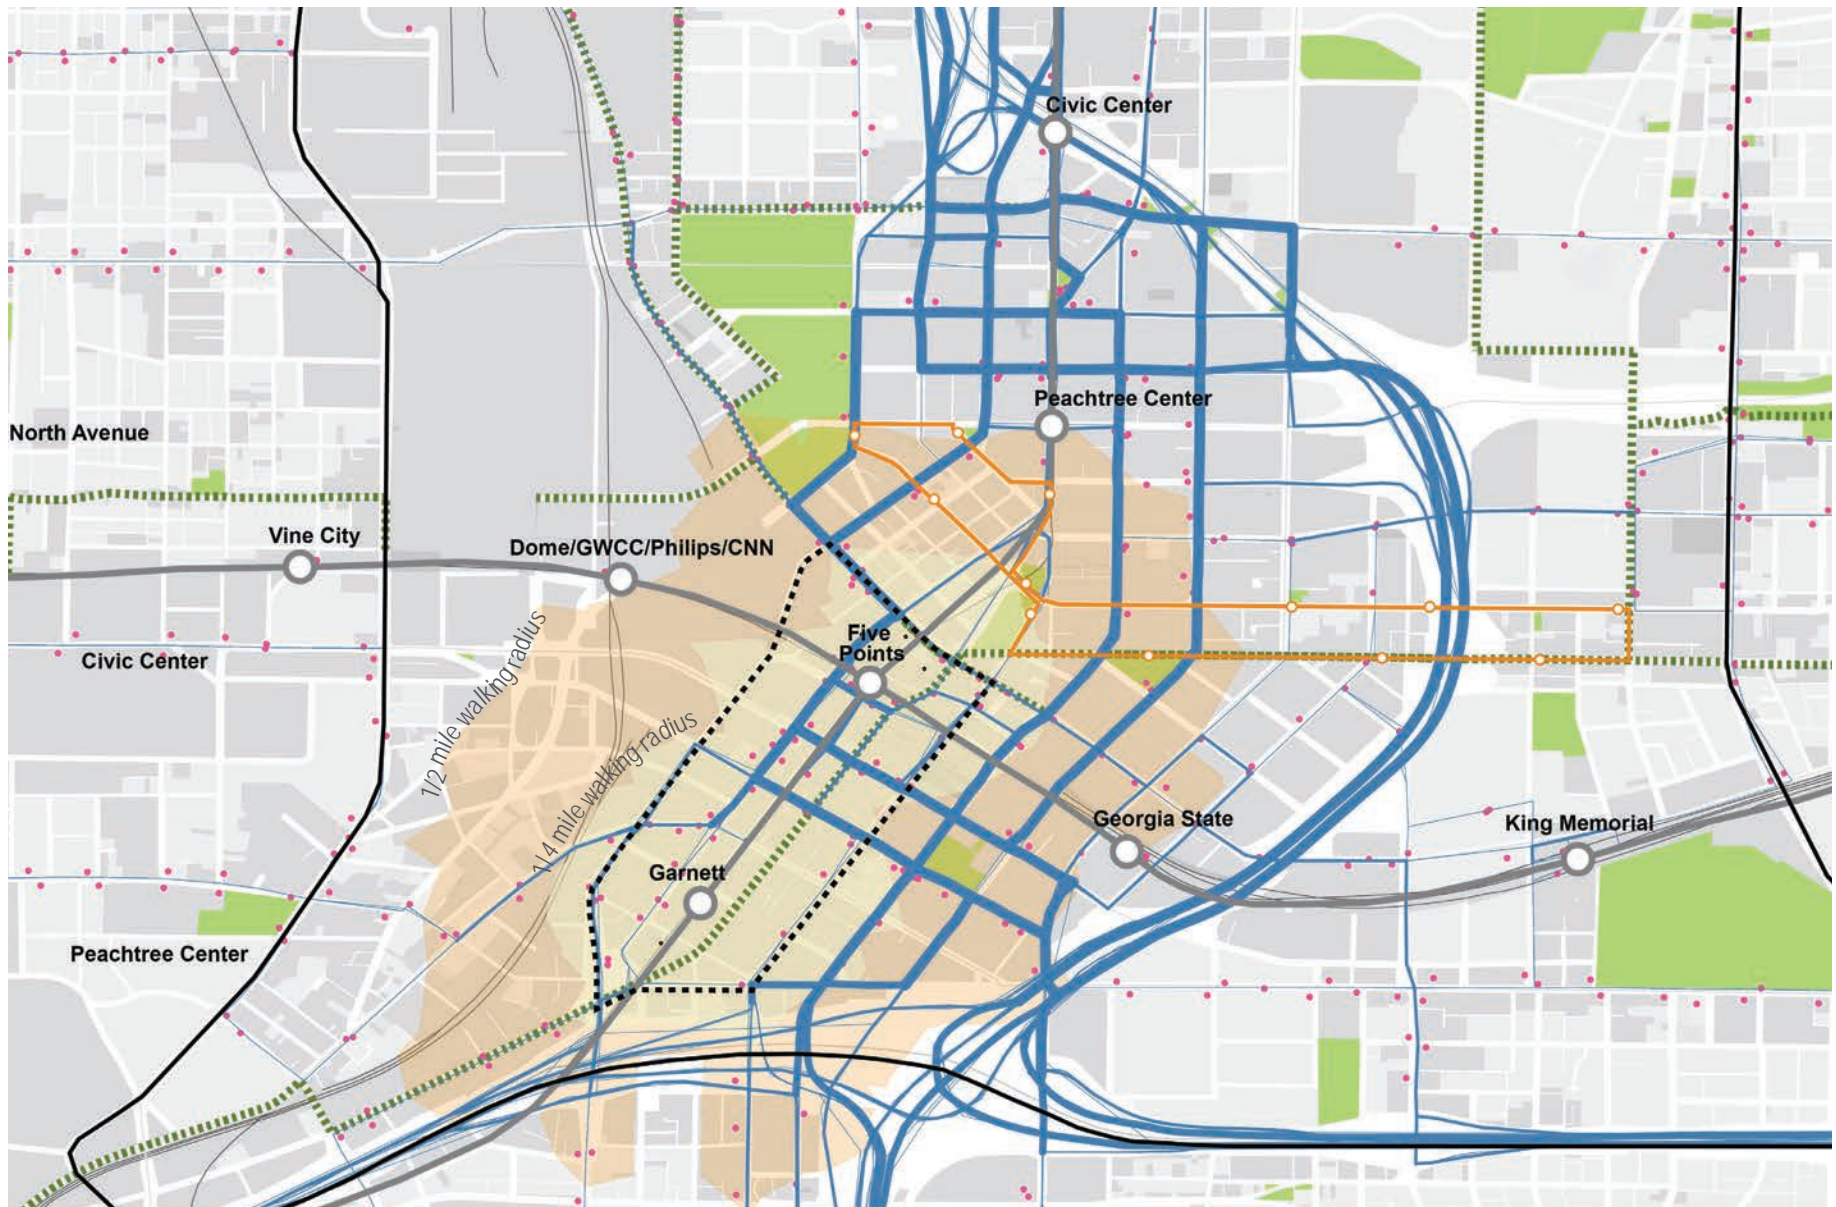 Civic Center
Peachtree Center
North Avenue
Vine City
Dome/GWCC/Philips/CNN
Five
Points
1/2 mile walking radius
Civic Center
1/4 mile walking radius
Georgia State
King Memorial
Garnett
Peachtree Center